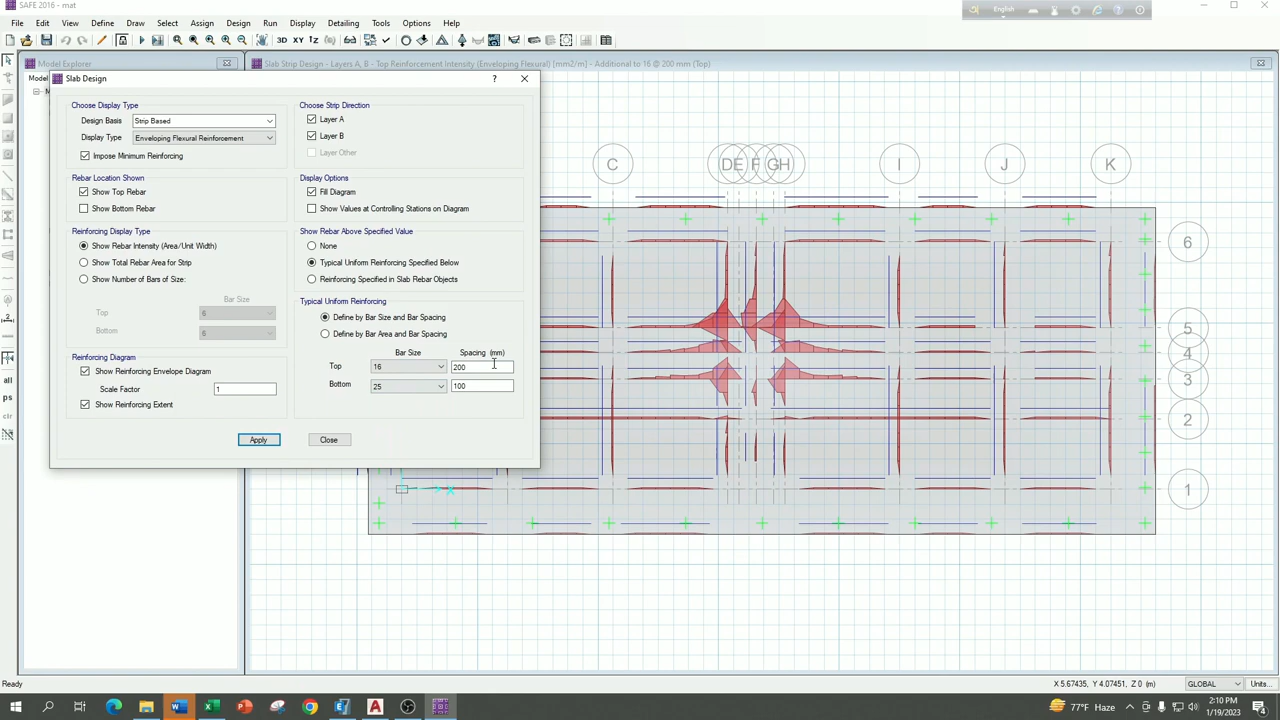 SAFE 2016 - mat
English
File Edit View Define Draw Select Assign Design Run Display Detailing Tools Options Help
3D XY
Model Explorer
Slab Strip Design - Layers A, B - Top Reinforcement Intensity (Enveloping Flexural) [mm2/m] - Additional to 16 @ 200 mm (Top)
Model
Slab Design
Choose Display Type
Design Basis Strip Based
Display Type Enveloping Flexural Reinforcement
Impose Minimum Reinforcing
Choose Strip Direction
Layer A
Layer B
Layer Other
Rebar Location Shown
Show Top Rebar
Show Bottom Rebar
Display Options
Fill Diagram
Show Values at Controlling Stations on Diagram
Reinforcing Display Type
Show Rebar Intensity (Area/Unit Width)
Show Total Rebar Area for Strip
Show Number of Bars of Size:
Bar Size
Top 6
Bottom 6
Show Rebar Above Specified Value
None
Typical Uniform Reinforcing Specified Below
Reinforcing Specified in Slab Rebar Objects
Typical Uniform Reinforcing
Define by Bar Size and Bar Spacing
Define by Bar Area and Bar Spacing
Bar Size Spacing (mm)
Top 16 200
Bottom 25 100
Reinforcing Diagram
Show Reinforcing Envelope Diagram
Scale Factor 1
Show Reinforcing Extent
Apply Close
C D E F G H I J K
6
5
4
3
2
1
X
all
ps
clr
Ready
X 5.67435, Y 4.07451, Z 0 (m)
GLOBAL
Units...
77°F Haze
2:10 PM
1/19/2023